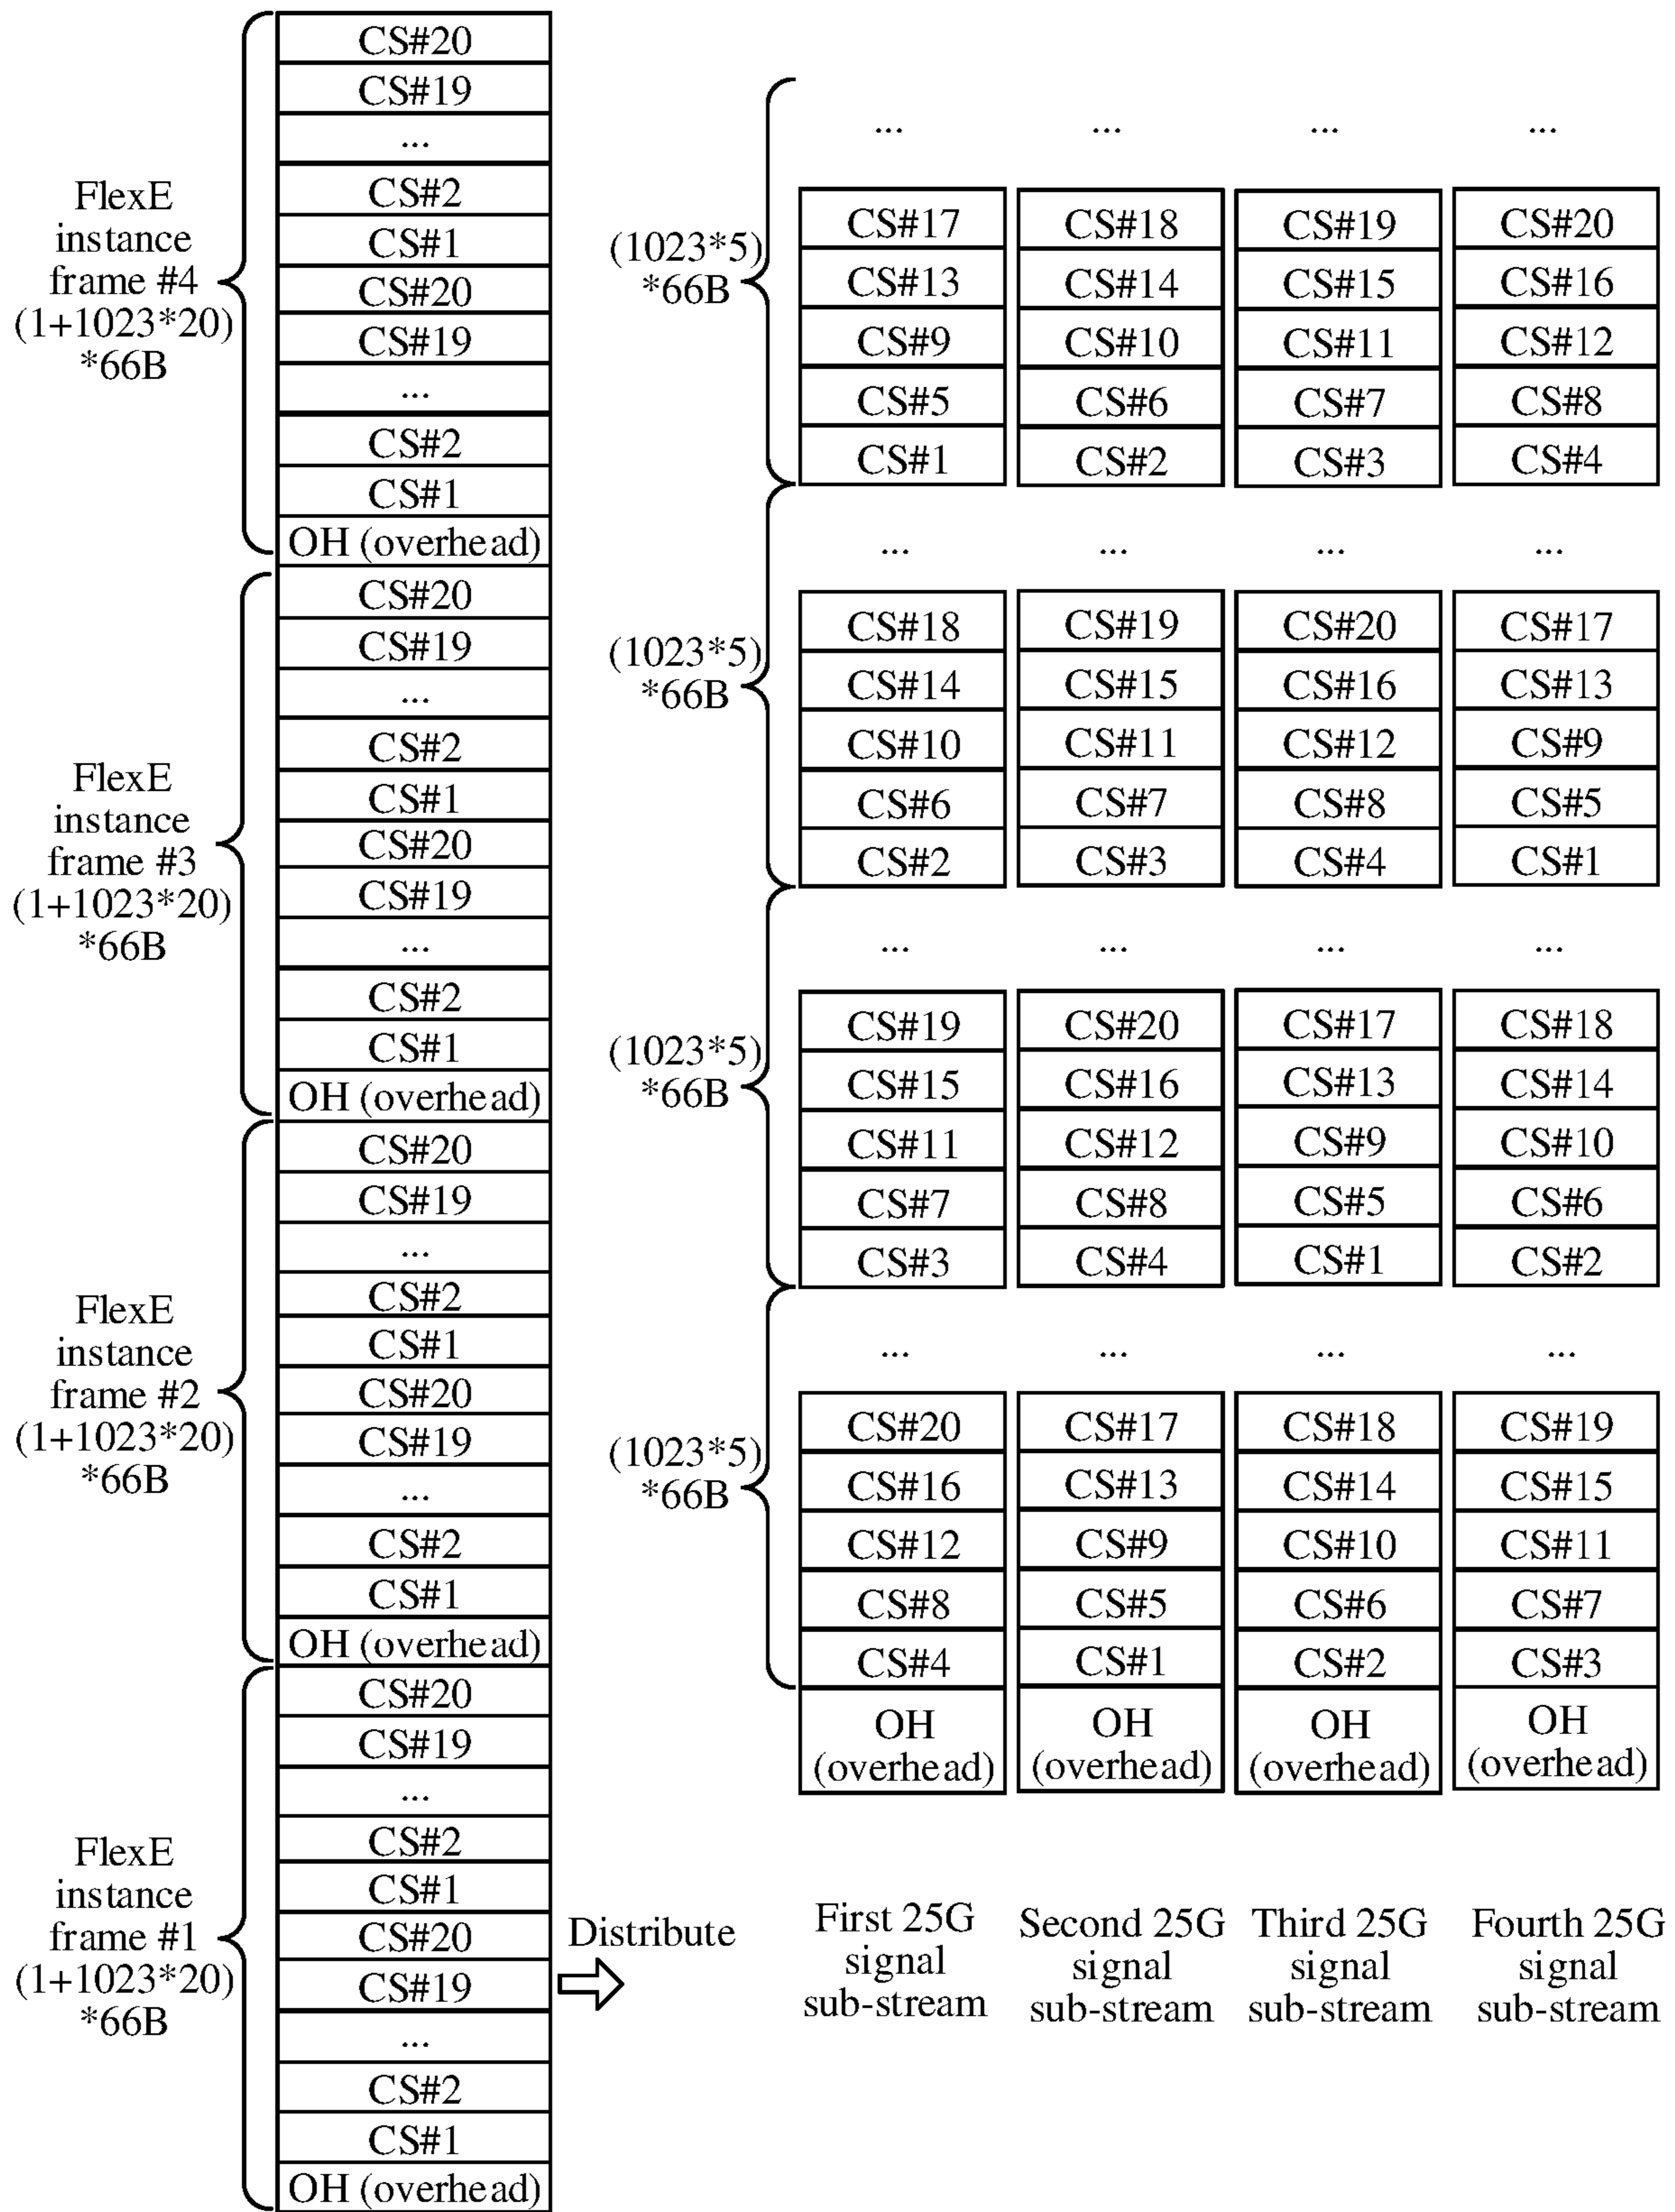 FlexE
instance
frame #4
(1+1023*20)
*66B
CS#20
CS#19
...
CS#2
CS#1
CS#20
CS#19
...
CS#2
CS#1
OH (overhead)
FlexE
instance
frame #3
(1+1023*20)
*66B
CS#20
CS#19
...
CS#2
CS#1
CS#20
CS#19
...
CS#2
CS#1
OH (overhead)
FlexE
instance
frame #2
(1+1023*20)
*66B
CS#20
CS#19
...
CS#2
CS#1
CS#20
CS#19
...
CS#2
CS#1
OH (overhead)
FlexE
instance
frame #1
(1+1023*20)
*66B
CS#20
CS#19
...
CS#2
CS#1
CS#20
CS#19
...
CS#2
CS#1
OH (overhead)
Distribute
(1023*5)
*66B
... ... ... ...
CS#17 CS#18 CS#19 CS#20
CS#13 CS#14 CS#15 CS#16
CS#9 CS#10 CS#11 CS#12
CS#5 CS#6 CS#7 CS#8
CS#1 CS#2 CS#3 CS#4
(1023*5)
*66B
... ... ... ...
CS#18 CS#19 CS#20 CS#17
CS#14 CS#15 CS#16 CS#13
CS#10 CS#11 CS#12 CS#9
CS#6 CS#7 CS#8 CS#5
CS#2 CS#3 CS#4 CS#1
(1023*5)
*66B
... ... ... ...
CS#19 CS#20 CS#17 CS#18
CS#15 CS#16 CS#13 CS#14
CS#11 CS#12 CS#9 CS#10
CS#7 CS#8 CS#5 CS#6
CS#3 CS#4 CS#1 CS#2
(1023*5)
*66B
... ... ... ...
CS#20 CS#17 CS#18 CS#19
CS#16 CS#13 CS#14 CS#15
CS#12 CS#9 CS#10 CS#11
CS#8 CS#5 CS#6 CS#7
CS#4 CS#1 CS#2 CS#3
OH OH OH OH
(overhead) (overhead) (overhead) (overhead)
First 25G
signal
sub-stream
Second 25G
signal
sub-stream
Third 25G
signal
sub-stream
Fourth 25G
signal
sub-stream